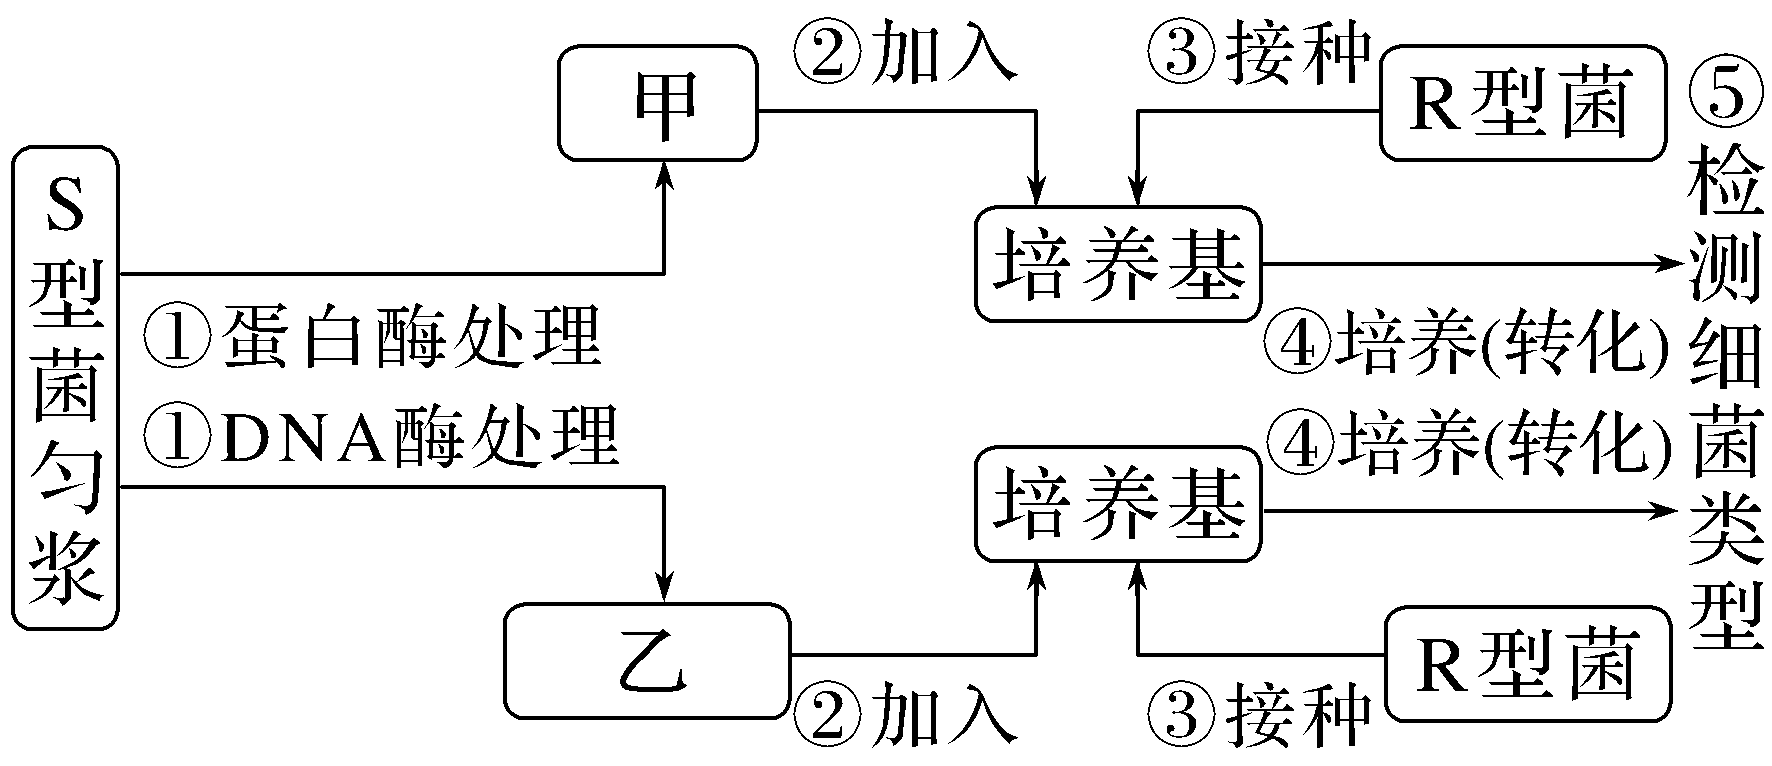 S型菌匀浆
①蛋白酶处理
①DNA酶处理
甲
②加入
③接种
R型菌
培养基
④培养(转化)
④培养(转化)
培养基
乙
②加入
③接种
R型菌
⑤检测细菌类型